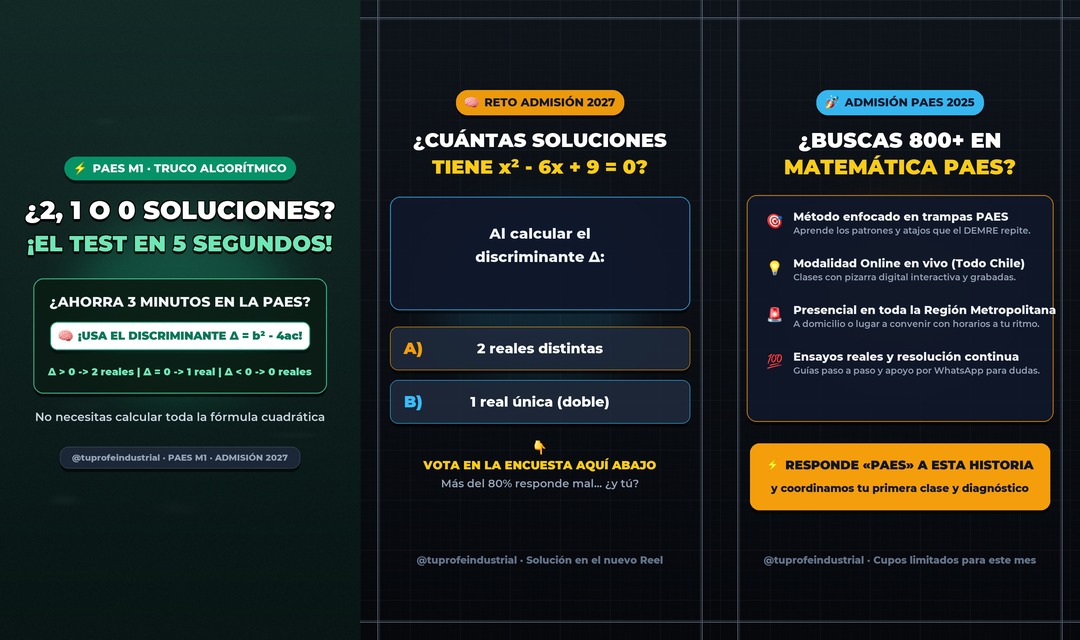 ⚡ PAES M1 · TRUCO ALGORÍTMICO
¿2, 1 O 0 SOLUCIONES?
¡EL TEST EN 5 SEGUNDOS!
¿AHORRA 3 MINUTOS EN LA PAES?
🧠 ¡USA EL DISCRIMINANTE Δ = b² - 4ac!
Δ > 0 -> 2 reales | Δ = 0 -> 1 real | Δ < 0 -> 0 reales
No necesitas calcular toda la fórmula cuadrática
@tuprofeindustrial · PAES M1 · ADMISIÓN 2027
🧠 RETO ADMISIÓN 2027
¿CUÁNTAS SOLUCIONES
TIENE x² - 6x + 9 = 0?
Al calcular el
discriminante Δ:
A) 2 reales distintas
B) 1 real única (doble)
👇
VOTA EN LA ENCUESTA AQUÍ ABAJO
Más del 80% responde mal... ¿y tú?
@tuprofeindustrial · Solución en el nuevo Reel
🚀 ADMISIÓN PAES 2025
¿BUSCAS 800+ EN
MATEMÁTICA PAES?
🎯 Método enfocado en trampas PAES
Aprende los patrones y atajos que el DEMRE repite.
💡 Modalidad Online en vivo (Todo Chile)
Clases con pizarra digital interactiva y grabadas.
🚨 Presencial en toda la Región Metropolitana
A domicilio o lugar a convenir con horarios a tu ritmo.
💯 Ensayos reales y resolución continua
Guías paso a paso y apoyo por WhatsApp para dudas.
⚡ RESPONDE «PAES» A ESTA HISTORIA
y coordinamos tu primera clase y diagnóstico
@tuprofeindustrial · Cupos limitados para este mes